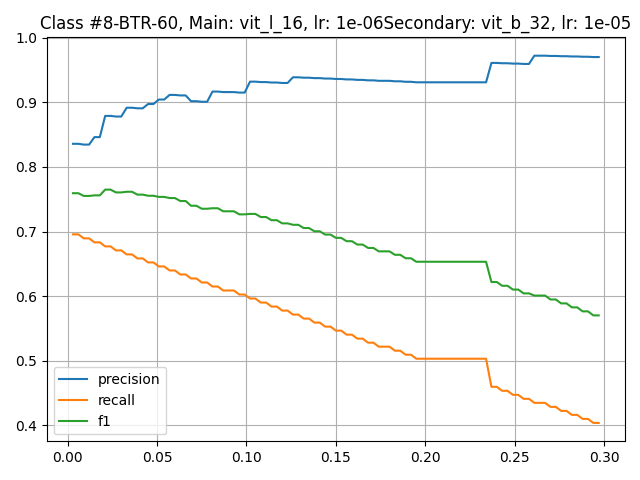 Class #8-BTR-60, Main: vit_l_16, lr: 1e-06Secondary: vit_b_32, lr: 1e-05
1.0
0.9
0.8
0.7
0.6
0.5
0.4
precision
recall
f1
0.00 0.05 0.10 0.15 0.20 0.25 0.30